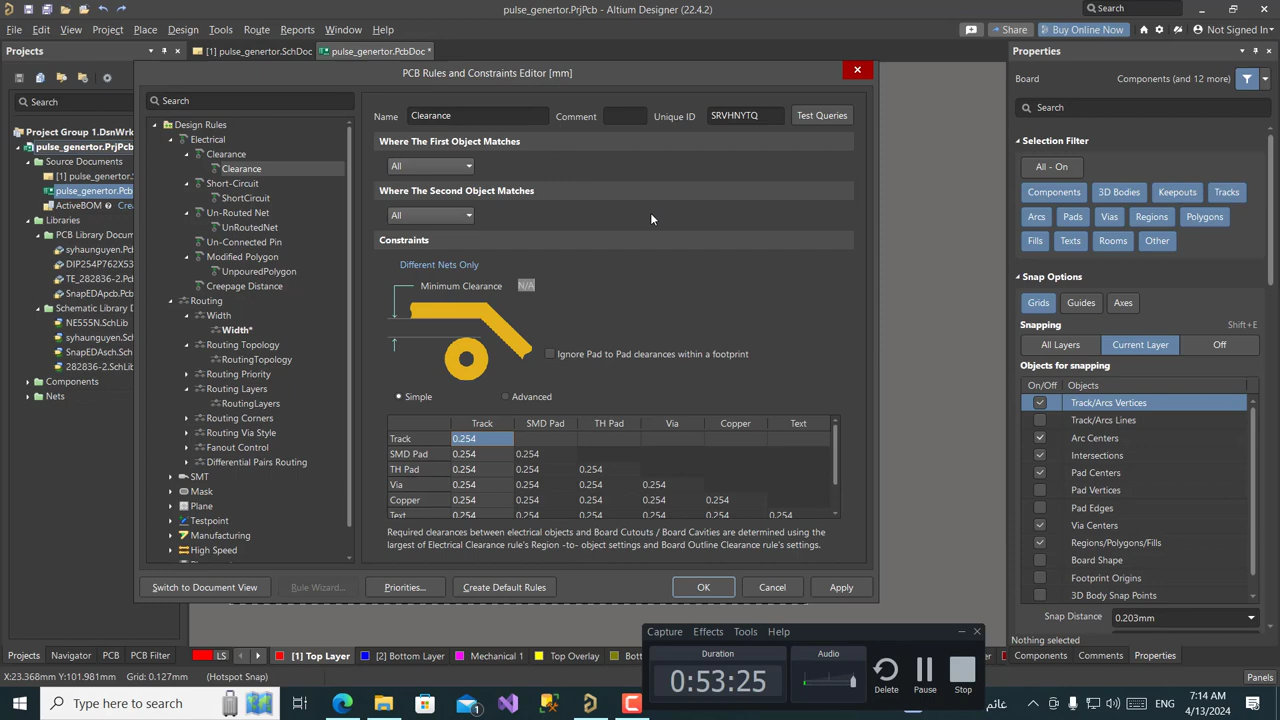 pulse_genertor.PrjPcb - Altium Designer (22.4.2)
Search
File Edit View Project Place Design Tools Route Reports Window Help
Share
Buy Online Now
Not Signed In
Projects
[1] pulse_genertor.SchDoc
pulse_genertor.PcbDoc *
Properties
Search
Project Group 1.DsnWrk
pulse_genertor.PrjPcb
Source Documents
[1] pulse_genertor.
pulse_genertor.Pcb
ActiveBOM
Crea
Libraries
PCB Library Docum
syhaunguyen.Pc
DIP254P762X53
TE_282836-2.Pcb
SnapEDApcb.Pcb
Schematic Library D
NE555N.SchLib
syhaunguyen.Sc
SnapEDAsch.Sch
282836-2.SchLib
Components
Nets
PCB Rules and Constraints Editor [mm]
Search
Design Rules
Electrical
Clearance
Clearance
Short-Circuit
ShortCircuit
Un-Routed Net
UnRoutedNet
Un-Connected Pin
Modified Polygon
UnpouredPolygon
Creepage Distance
Routing
Width
Width*
Routing Topology
RoutingTopology
Routing Priority
Routing Layers
RoutingLayers
Routing Corners
Routing Via Style
Fanout Control
Differential Pairs Routing
SMT
Mask
Plane
Testpoint
Manufacturing
High Speed
Name Clearance Comment Unique ID SRVHNYTQ Test Queries
Where The First Object Matches
All
Where The Second Object Matches
All
Constraints
Different Nets Only
Minimum Clearance N/A
Ignore Pad to Pad clearances within a footprint
Simple Advanced
Track SMD Pad TH Pad Via Copper Text
Track 0.254
SMD Pad 0.254 0.254
TH Pad 0.254 0.254 0.254
Via 0.254 0.254 0.254 0.254
Copper 0.254 0.254 0.254 0.254 0.254
Text 0.254 0.254 0.254 0.254 0.254 0.254
Required clearances between electrical objects and Board Cutouts / Board Cavities are determined using the
largest of Electrical Clearance rule's Region -to- object settings and Board Outline Clearance rule's settings.
Switch to Document View Rule Wizard... Priorities... Create Default Rules OK Cancel Apply
Board Components (and 12 more)
Search
Selection Filter
All - On
Components 3D Bodies Keepouts Tracks
Arcs Pads Vias Regions Polygons
Fills Texts Rooms Other
Snap Options
Grids Guides Axes
Snapping Shift+E
All Layers Current Layer Off
Objects for snapping
On/Off Objects
Track/Arcs Vertices
Track/Arcs Lines
Arc Centers
Intersections
Pad Centers
Pad Vertices
Pad Edges
Via Centers
Regions/Polygons/Fills
Board Shape
Footprint Origins
3D Body Snap Points
Snap Distance 0.203mm
Nothing selected
Components Comments Properties
Capture Effects Tools Help
Duration
0:53:25
Audio
Delete Pause Stop
Projects Navigator PCB PCB Filter
LS [1] Top Layer [2] Bottom Layer Mechanical 1 Top Overlay Bott
X:23.368mm Y:101.981mm Grid: 0.127mm (Hotspot Snap)
Panels
Type here to search
1
غائم
ENG
7:14 AM
4/13/2024